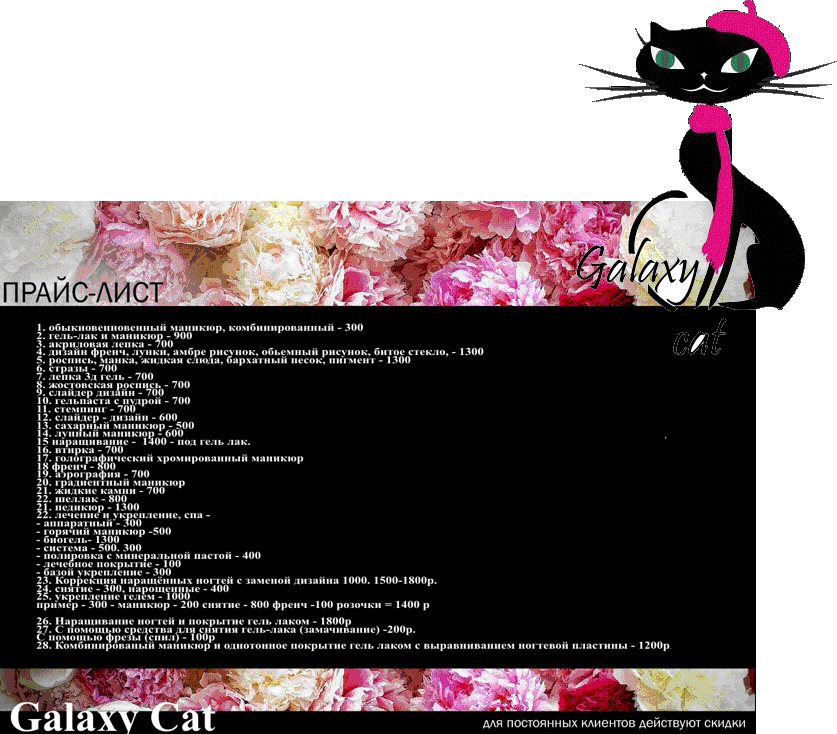 Galaxy
cat
ПРАЙС-ЛИСТ
1. обыкновенновенный маникюр, комбинированный - 300
2. гель-лак и маникюр - 900
3. акриловая лепка - 700
4. дизайн френч, лунки, амбре рисунок, обьемный рисунок, битое стекло, - 1300
5. роспись, манка, жидкая слюда, бархатный песок, пигмент - 1300
6. стразы - 700
7. лепка 3д гель - 700
8. жостовская роспись - 700
9. слайдер дизайн - 700
10. гельпаста с пудрой - 700
11. стемпинг - 700
12. слайдер - дизайн - 600
13. сахарный маникюр - 500
14. лунный маникюр - 600
15 наращивание - 1400 - под гель лак.
16. втирка - 700
17. голографический хромированный маникюр
18 френч - 800
19. аэрография - 700
20. градиентный маникюр
21. жидкие камни - 700
22. шеллак - 800
21. педикюр - 1300
22. лечение и укрепление, спа -
- аппаратный - 300
- горячий маникюр -500
- биогель- 1300
- система - 500. 300
- полировка с минеральной пастой - 400
- лечебное покрытие - 100
- базой укрепление - 300
23. Коррекция наращённых ногтей с заменой дизайна 1000. 1500-1800р.
24. снятие - 300, нарощенные - 400
25. укрепление гелем - 1000
пример - 300 - маникюр - 200 снятие - 800 френч -100 розочки = 1400 р
26. Наращивание ногтей и покрытие гель лаком - 1800р
27. С помощью средства для снятия гель-лака (замачивание) -200р.
С помощью фрезы (спил) - 100р
28. Комбинированый маникюр и однотонное покрытие гель лаком с выравниванием ногтевой пластины - 1200р
Galaxy Cat
для постоянных клиентов действуют скидки